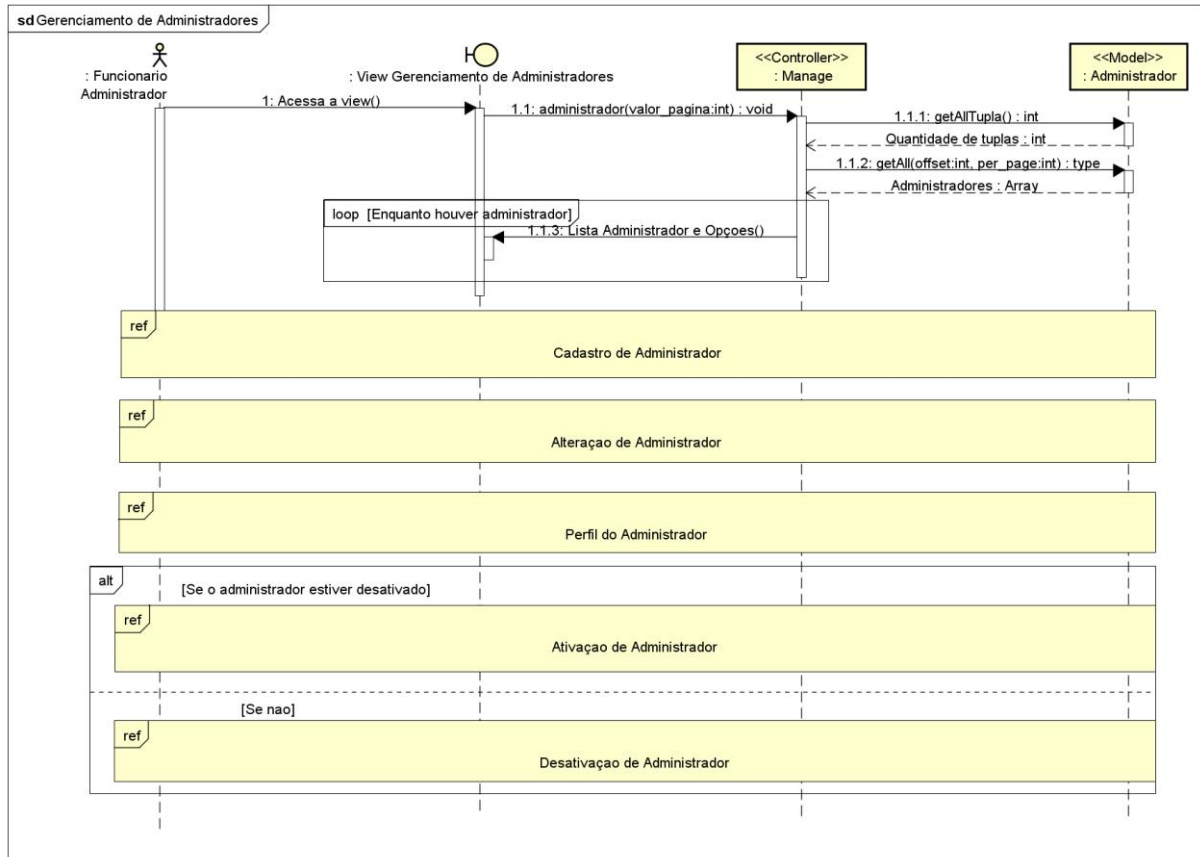 sd Gerenciamento de Administradores
: Funcionario
Administrador
: View Gerenciamento de Administradores
<<Controller>>
: Manage
<<Model>>
: Administrador
1: Acessa a view()
1.1: administrador(valor_pagina:int) : void
1.1.1: getAllTupla() : int
Quantidade de tuplas : int
1.1.2: getAll(offset:int, per_page:int) : type
Administradores : Array
loop [Enquanto houver administrador]
1.1.3: Lista Administrador e Opçoes()
ref
Cadastro de Administrador
ref
Alteraçao de Administrador
ref
Perfil do Administrador
alt
[Se o administrador estiver desativado]
ref
Ativaçao de Administrador
[Se nao]
ref
Desativaçao de Administrador